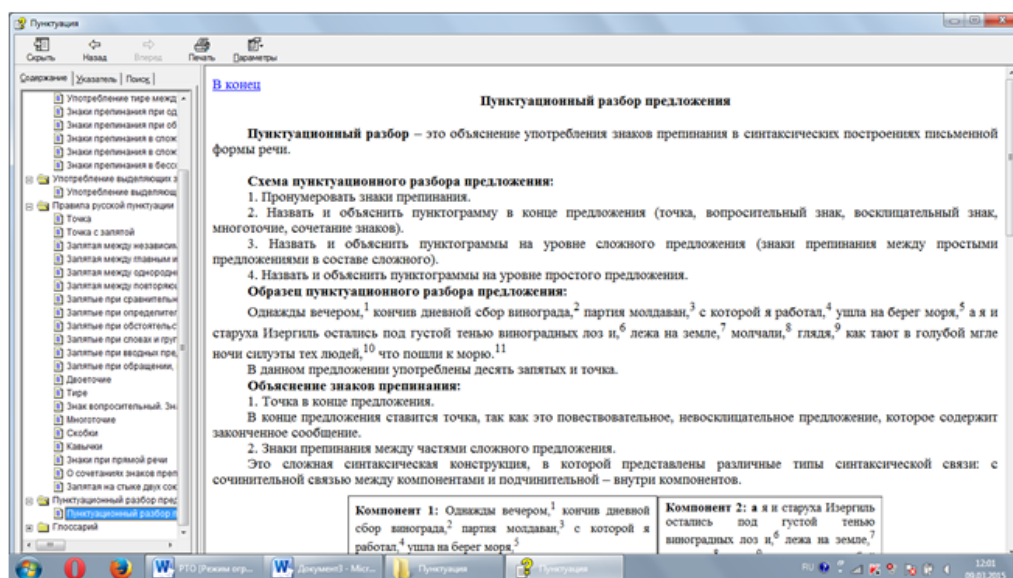 Пунктуация
Скрыть Назад Вперед Печать Параметры
Содержание Указатель Поиск
Употребление тире межд
Знаки препинания при од
Знаки препинания при об
Знаки препинания в слож
Знаки препинания в слож
Знаки препинания в бессо
Употребление выделяющих з
Употребление выделяющ
Правила русской пунктуации
Точка
Точка с запятой
Запятая между независим
Запятая между главным и
Запятая между однородн
Запятая между повторяю
Запятые при сравнительн
Запятые при определител
Запятые при обстоятельс
Запятые при словах и груп
Запятые при вводных пре
Запятые при обращении,
Двоеточие
Тире
Знак вопросительный. Зн
Многоточие
Скобки
Кавычки
Знаки при прямой речи
О сочетаниях знаков преп
Запятая на стыке двух сою
Пунктуационный разбор пред
Пунктуационный разбор п
Глоссарий
В конец
Пунктуационный разбор предложения
Пунктуационный разбор – это объяснение употребления знаков препинания в синтаксических построениях письменной
формы речи.
Схема пунктуационного разбора предложения:
1. Пронумеровать знаки препинания.
2. Назвать и объяснить пунктограмму в конце предложения (точка, вопросительный знак, восклицательный знак,
многоточие, сочетание знаков).
3. Назвать и объяснить пунктограммы на уровне сложного предложения (знаки препинания между простыми
предложениями в составе сложного).
4. Назвать и объяснить пунктограммы на уровне простого предложения.
Образец пунктуационного разбора предложения:
Однажды вечером,1 кончив дневной сбор винограда,2 партия молдаван,3 с которой я работал,4 ушла на берег моря,5 а я и
старуха Изергиль остались под густой тенью виноградных лоз и,6 лежа на земле,7 молчали,8 глядя,9 как тают в голубой мгле
ночи силуэты тех людей,10 что пошли к морю.11
В данном предложении употреблены десять запятых и точка.
Объяснение знаков препинания:
1. Точка в конце предложения.
В конце предложения ставится точка, так как это повествовательное, невосклицательное предложение, которое содержит
законченное сообщение.
2. Знаки препинания между частями сложного предложения.
Это сложная синтаксическая конструкция, в которой представлены различные типы синтаксической связи: с
сочинительной связью между компонентами и подчинительной – внутри компонентов.
Компонент 1: Однажды вечером,1 кончив дневной
сбор винограда,2 партия молдаван,3 с которой я
работал,4 ушла на берег моря,5
Компонент 2: а я и старуха Изергиль
остались под густой тенью
виноградных лоз и,6 лежа на земле,7
РТО [Режим огр... Документ3 - Micr... Пунктуация Пунктуация RU 12:01
09.03.2015